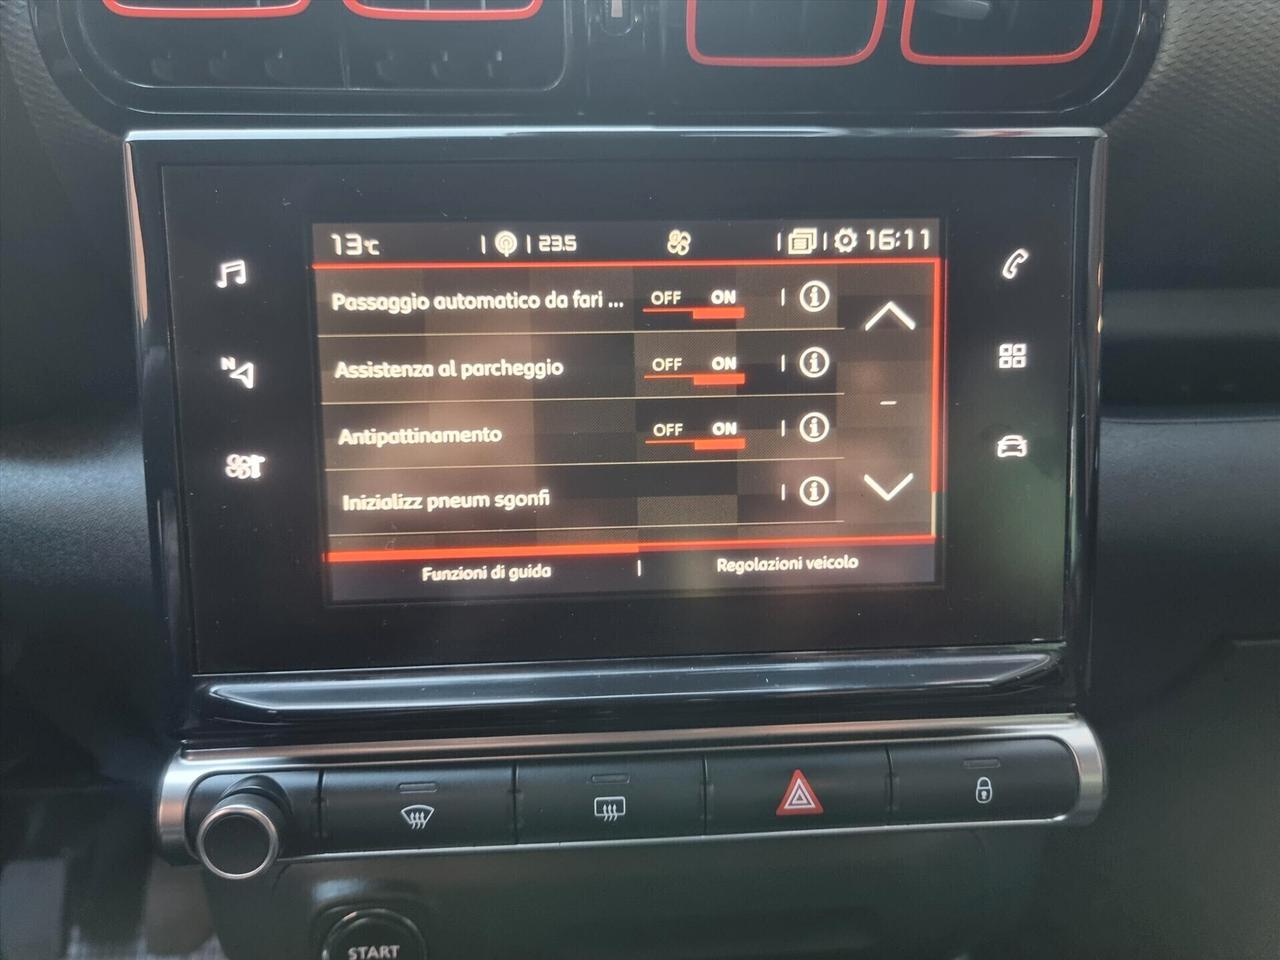 13°C 23.5 16:11
Passaggio automatico da fari ... OFF ON
Assistenza al parcheggio OFF ON
Antipattinamento OFF ON
Inizializz pneum sgonfi
Funzioni di guida Regolazioni veicolo
N
START